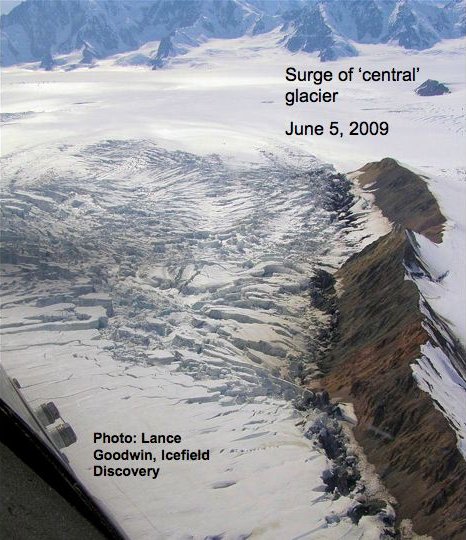 Surge of ‘central’
glacier
June 5, 2009
Photo: Lance
Goodwin, Icefield
Discovery